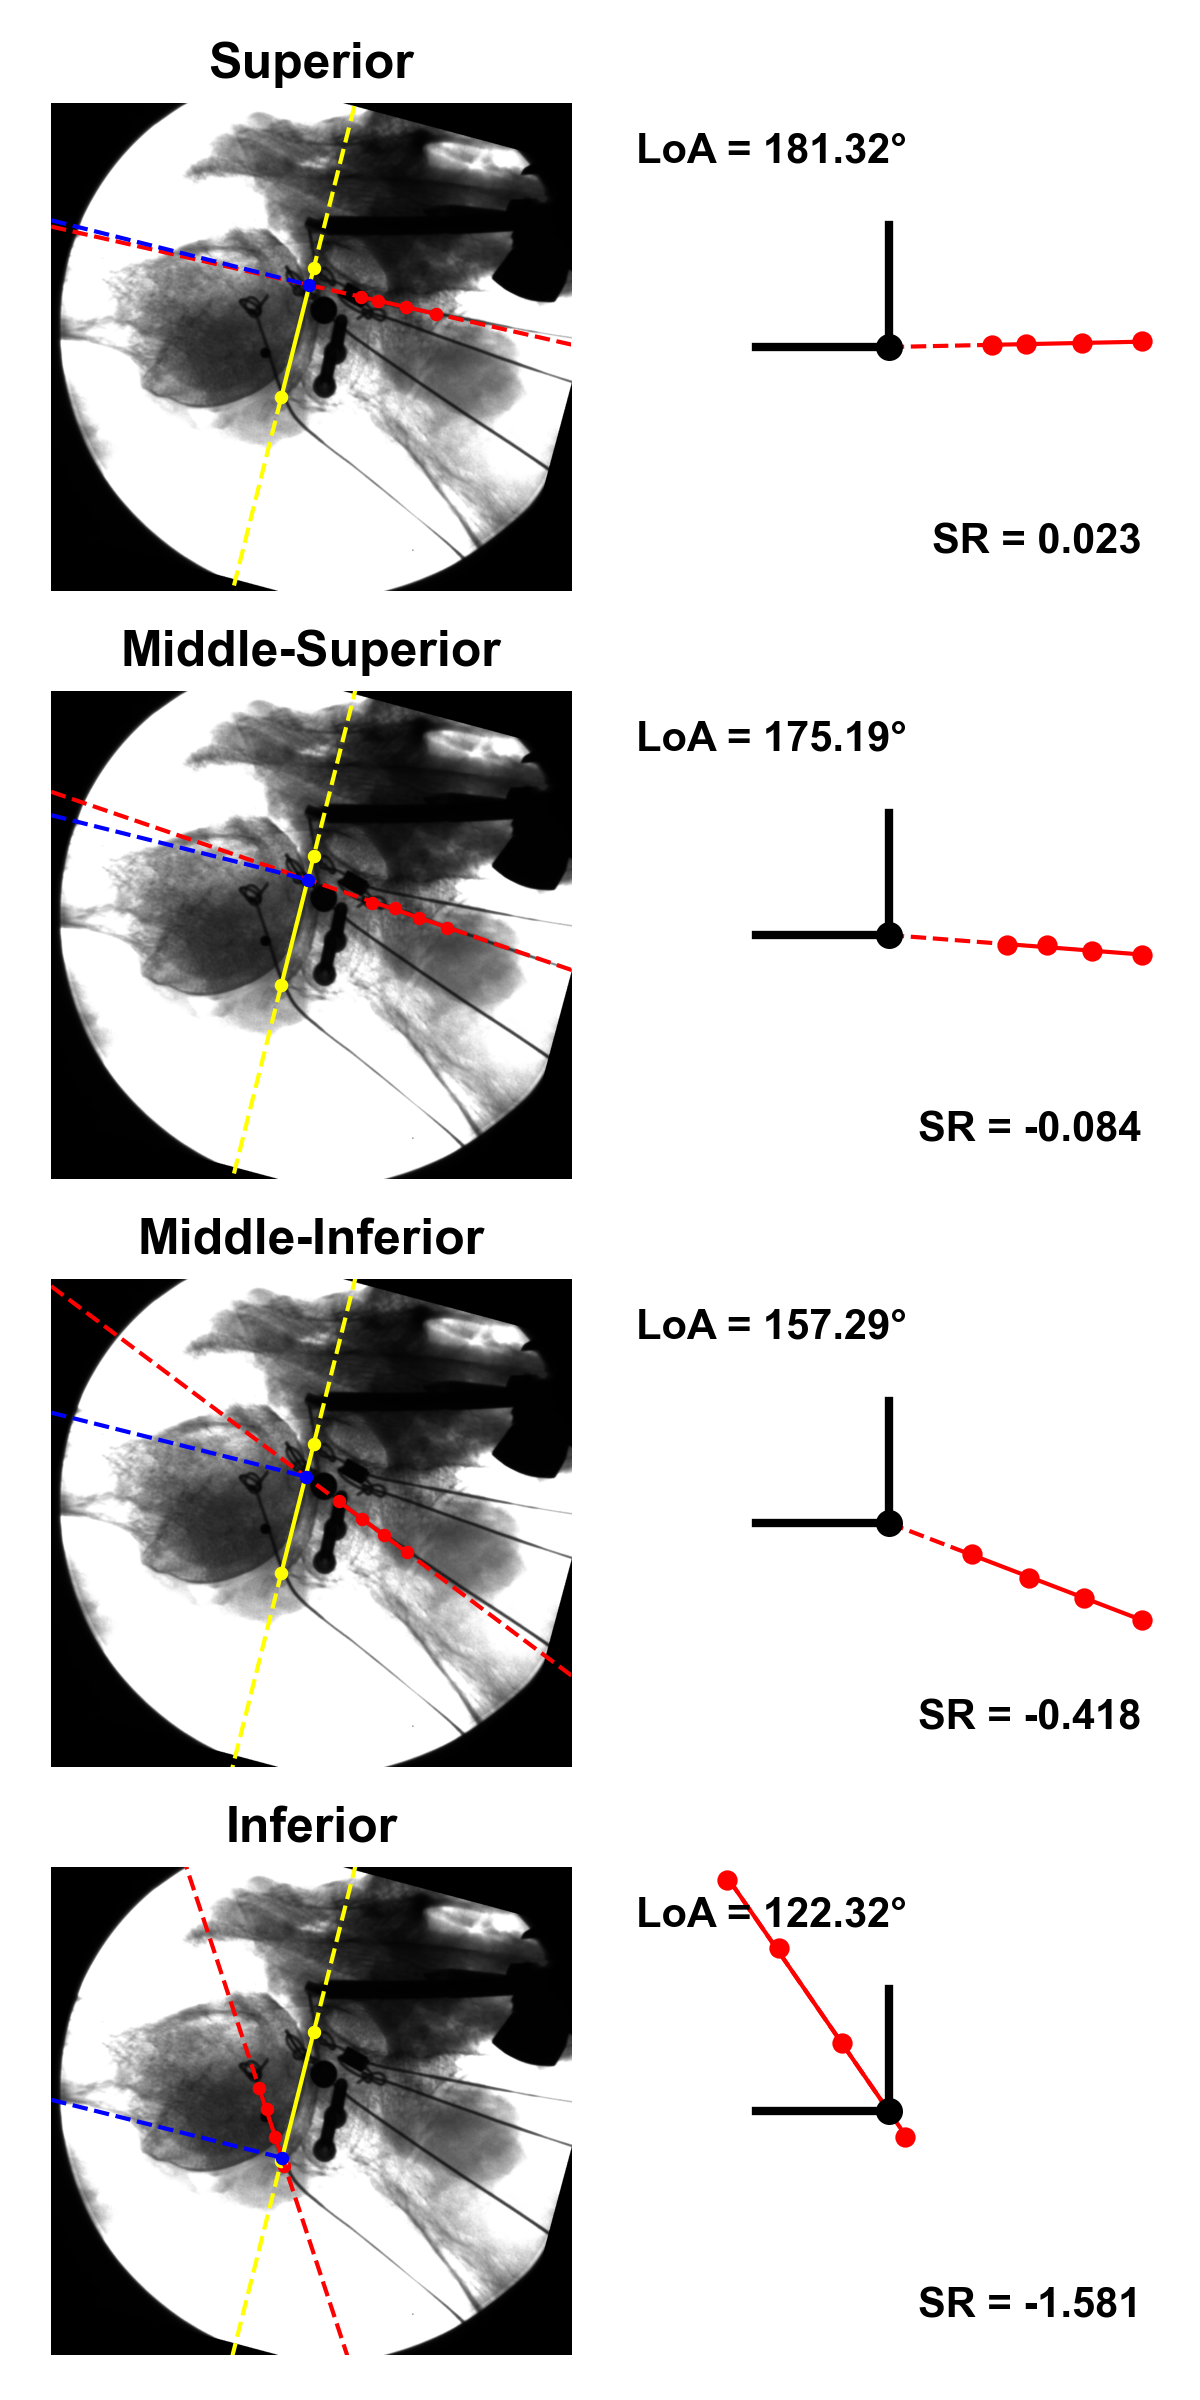 Superior
LoA = 181.32°
SR = 0.023
Middle-Superior
LoA = 175.19°
SR = -0.084
Middle-Inferior
LoA = 157.29°
SR = -0.418
Inferior
LoA = 122.32°
SR = -1.581